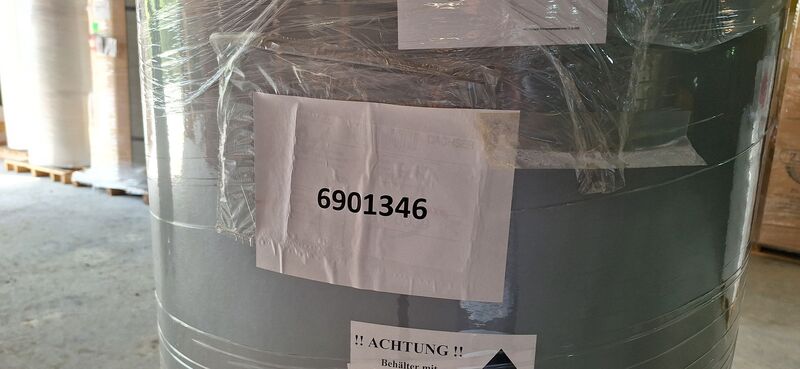 6901346
!! ACHTUNG !!
Behälter mit